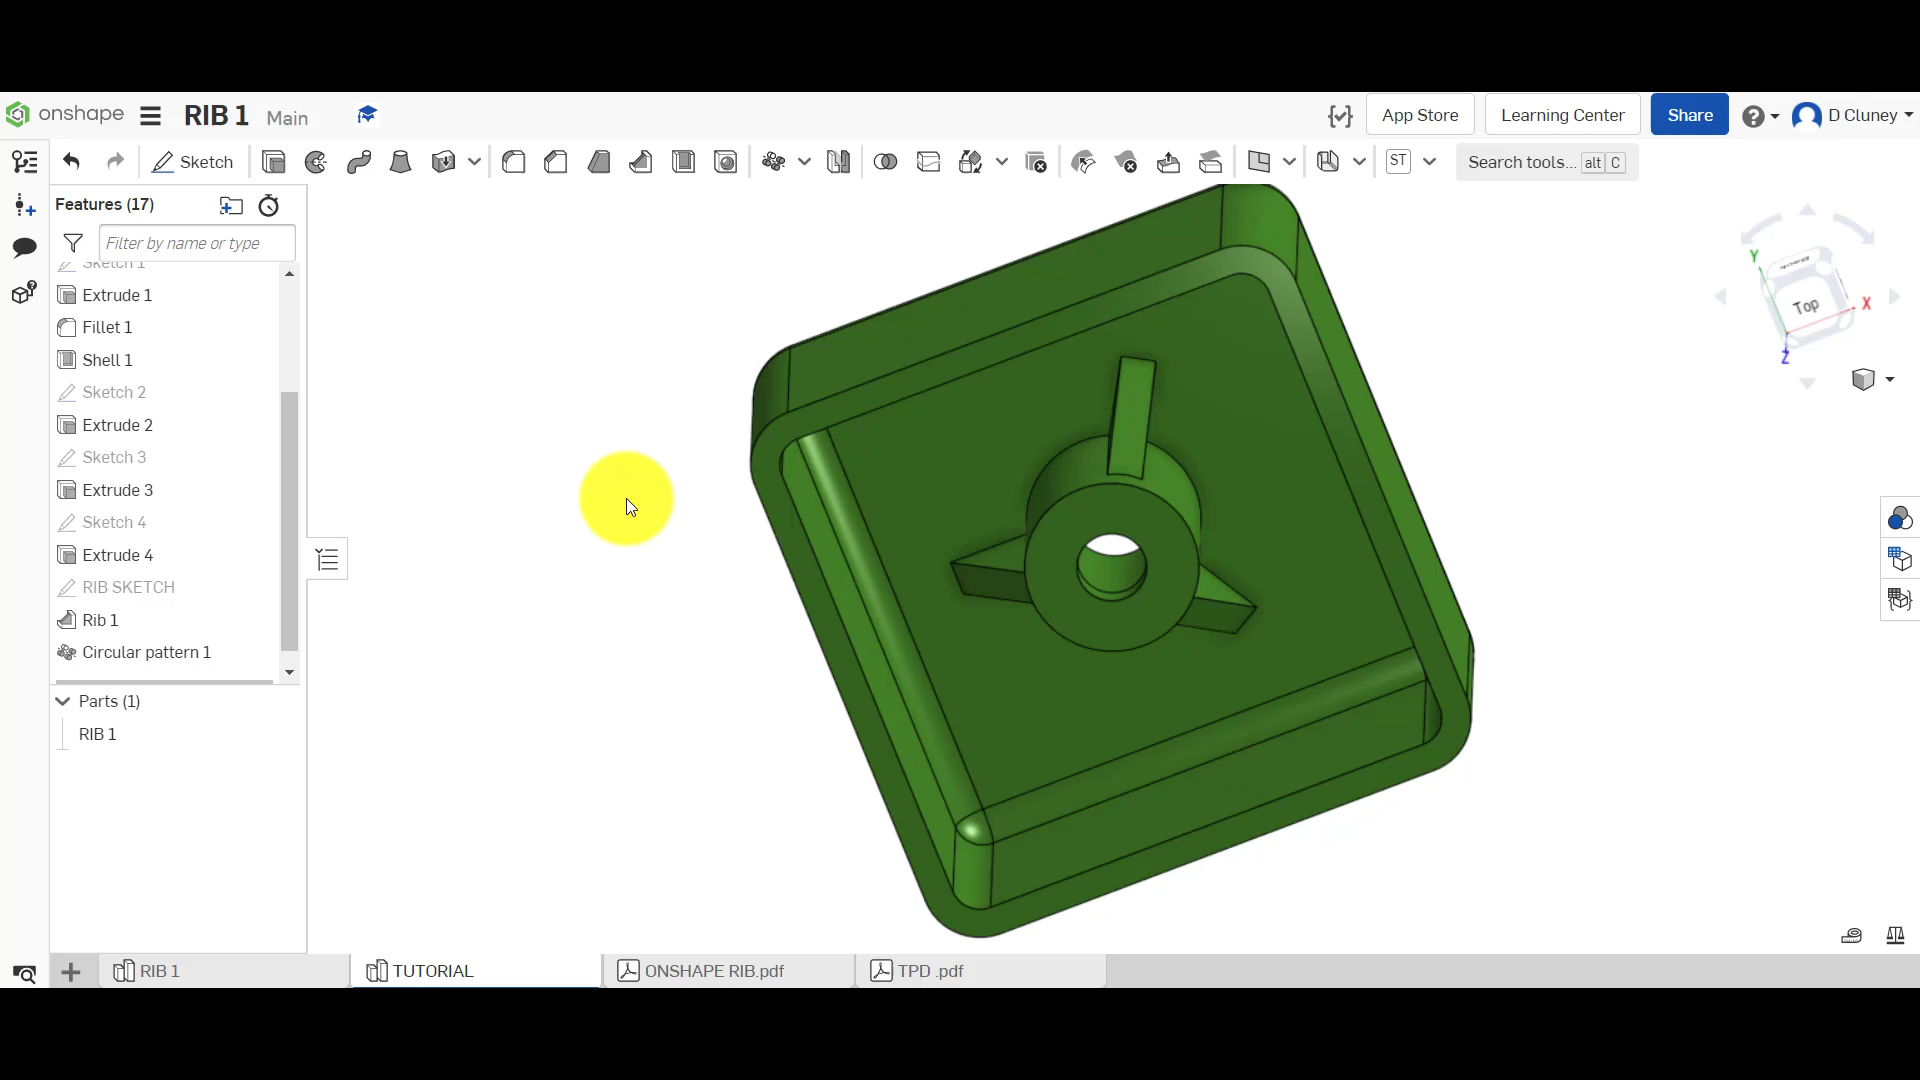 onshape
RIB 1 Main
App Store
Learning Center
Share
D Cluney
Sketch
ST
Search tools... alt C
Features (17)
Filter by name or type
Sketch 1
Extrude 1
Fillet 1
Shell 1
Sketch 2
Extrude 2
Sketch 3
Extrude 3
Sketch 4
Extrude 4
RIB SKETCH
Rib 1
Circular pattern 1
Parts (1)
RIB 1
Y
Top
X
Z
RIB 1
TUTORIAL
ONSHAPE RIB.pdf
TPD .pdf